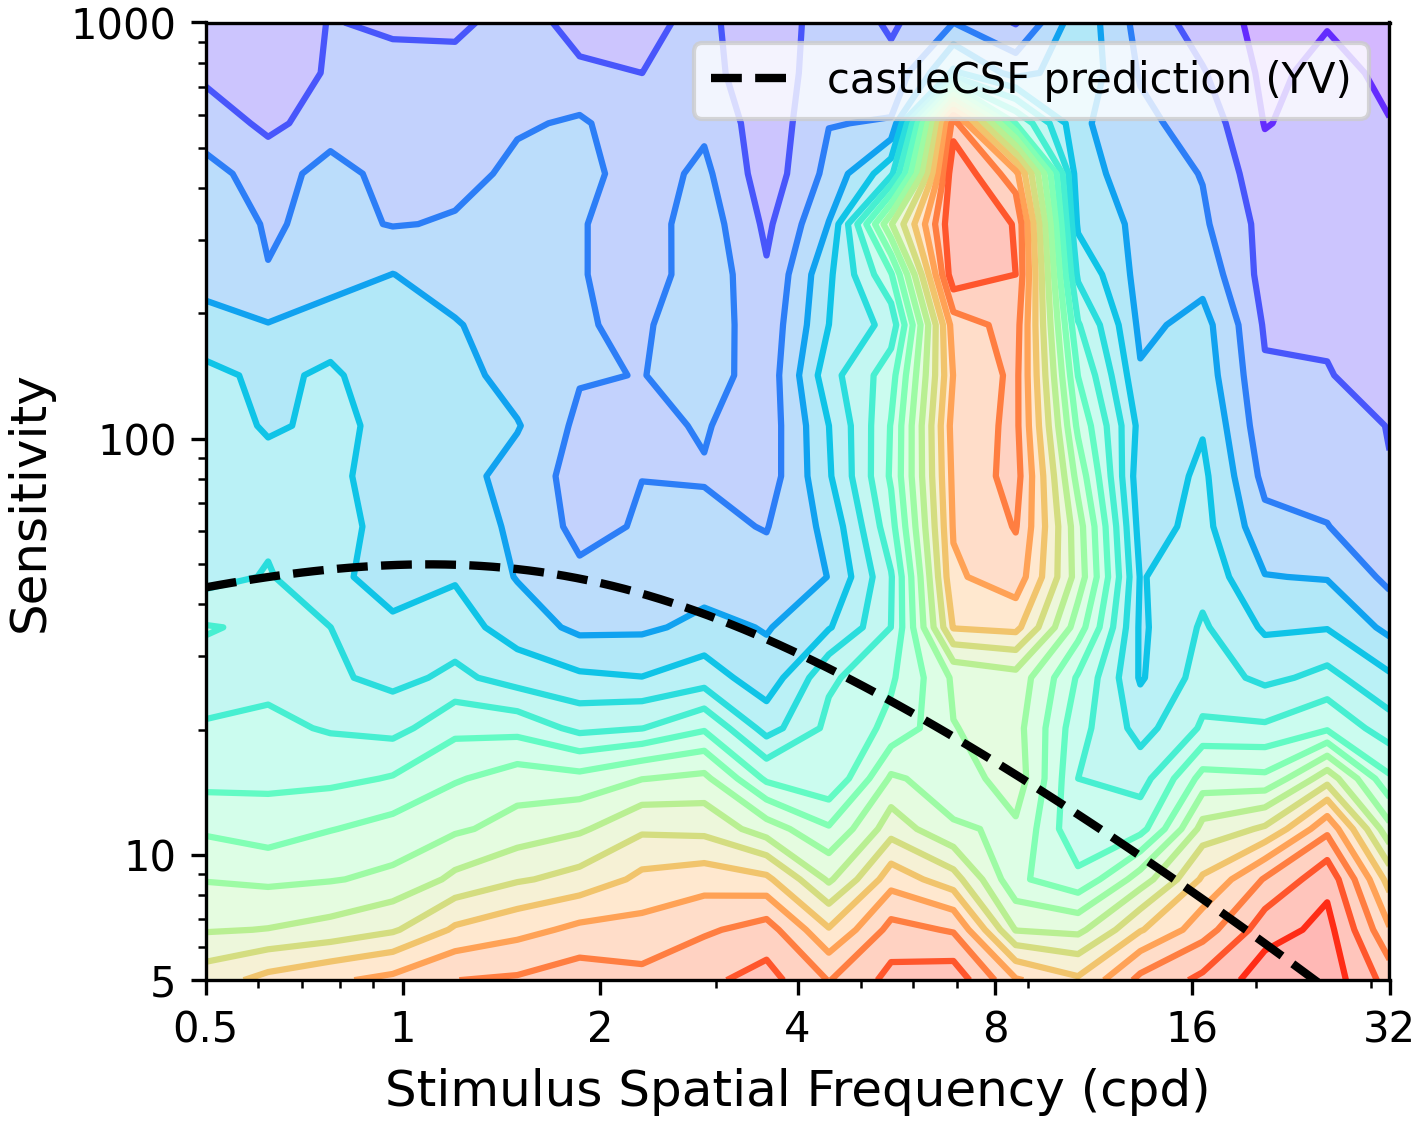 1000
castleCSF prediction (YV)
Sensitivity
100
10
5
0.5 1 2 4 8 16 32
Stimulus Spatial Frequency (cpd)